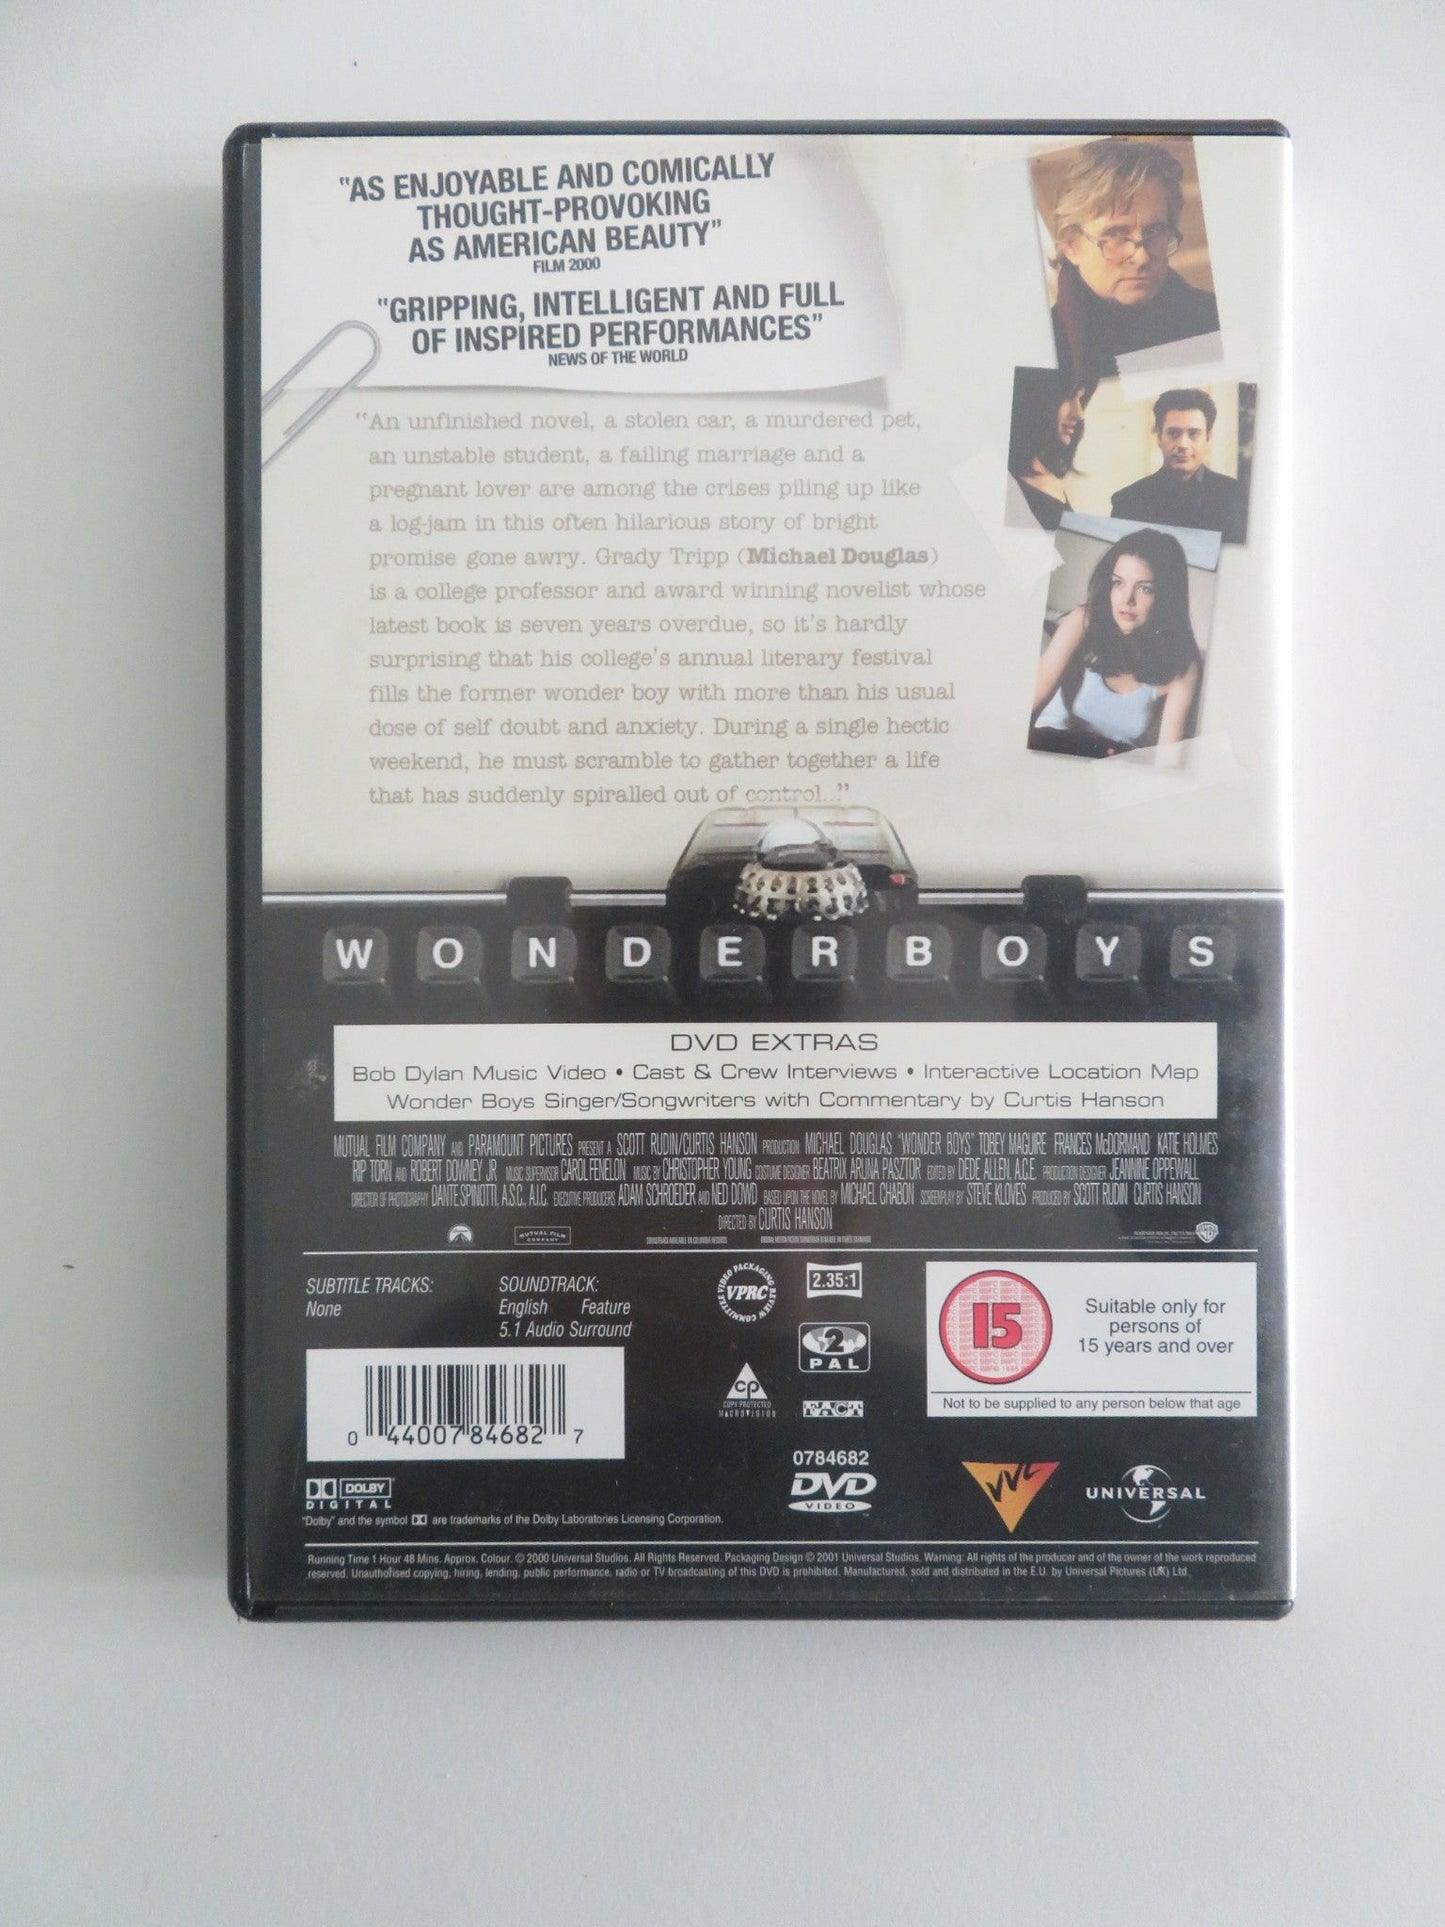 "AS ENJOYABLE AND COMICALLY
THOUGHT-PROVOKING
AS AMERICAN BEAUTY"
FILM 2000
"GRIPPING, INTELLIGENT AND FULL
OF INSPIRED PERFORMANCES"
NEWS OF THE WORLD
"An unfinished novel, a stolen car, a murdered pet,
an unstable student, a failing marriage and a
pregnant lover are among the crises piling up like
a log-jam in this often hilarious story of bright
promise gone awry. Grady Tripp (Michael Douglas)
is a college professor and award winning novelist whose
latest book is seven years overdue, so it's hardly
surprising that his college's annual literary festival
fills the former wonder boy with more than his usual
dose of self doubt and anxiety. During a single hectic
weekend, he must scramble to gather together a life
that has suddenly spiralled out of control..."
WONDERBOYS
DVD EXTRAS
Bob Dylan Music Video • Cast & Crew Interviews • Interactive Location Map
Wonder Boys Singer/Songwriters with Commentary by Curtis Hanson
MUTUAL FILM COMPANY AND PARAMOUNT PICTURES PRESENT A SCOTT RUDIN/CURTIS HANSON PRODUCTION MICHAEL DOUGLAS "WONDER BOYS" TOBEY MAGUIRE FRANCES McDORMAND KATIE HOLMES
RIP TORN AND ROBERT DOWNEY JR MUSIC SUPERVISOR CAROL FENELON MUSIC BY CHRISTOPHER YOUNG COSTUME DESIGNER BEATRIX ARUNA PASZTOR EDITED BY DEDE ALLEN, A.C.E. PRODUCTION DESIGNER JEANNINE OPPEWALL
DIRECTOR OF PHOTOGRAPHY DANTE SPINOTTI, A.S.C., A.I.C. EXECUTIVE PRODUCERS ADAM SCHROEDER AND NED DOWD BASED UPON THE NOVEL BY MICHAEL CHABON SCREENPLAY BY STEVE KLOVES PRODUCED BY SCOTT RUDIN CURTIS HANSON
DIRECTED BY CURTIS HANSON
MUTUAL FILM
COMPANY
SOUNDTRACK AVAILABLE ON COLUMBIA RECORDS
SUBTITLE TRACKS:
None
SOUNDTRACK:
English Feature
5.1 Audio Surround
VIDEO PACKAGING REVIEW COMMITTEE
VPRC
2.35:1
2
PAL
cp
COPY PROTECTED
MACROVISION
FACT
15
Suitable only for
persons of
15 years and over
Not to be supplied to any person below that age
0 44007 84682 7
0784682
DVD
VIDEO
VVL
UNIVERSAL
DOLBY
DIGITAL
"Dolby" and the symbol are trademarks of the Dolby Laboratories Licensing Corporation.
Running Time 1 Hour 48 Mins. Approx. Colour. © 2000 Universal Studios. All Rights Reserved. Packaging Design © 2001 Universal Studios. Warning: All rights of the producer and of the owner of the work reproduced
reserved. Unauthorised copying, hiring, lending, public performance, radio or TV broadcasting of this DVD is prohibited. Manufactured, sold and distributed in the E.U. by Universal Pictures (UK) Ltd.